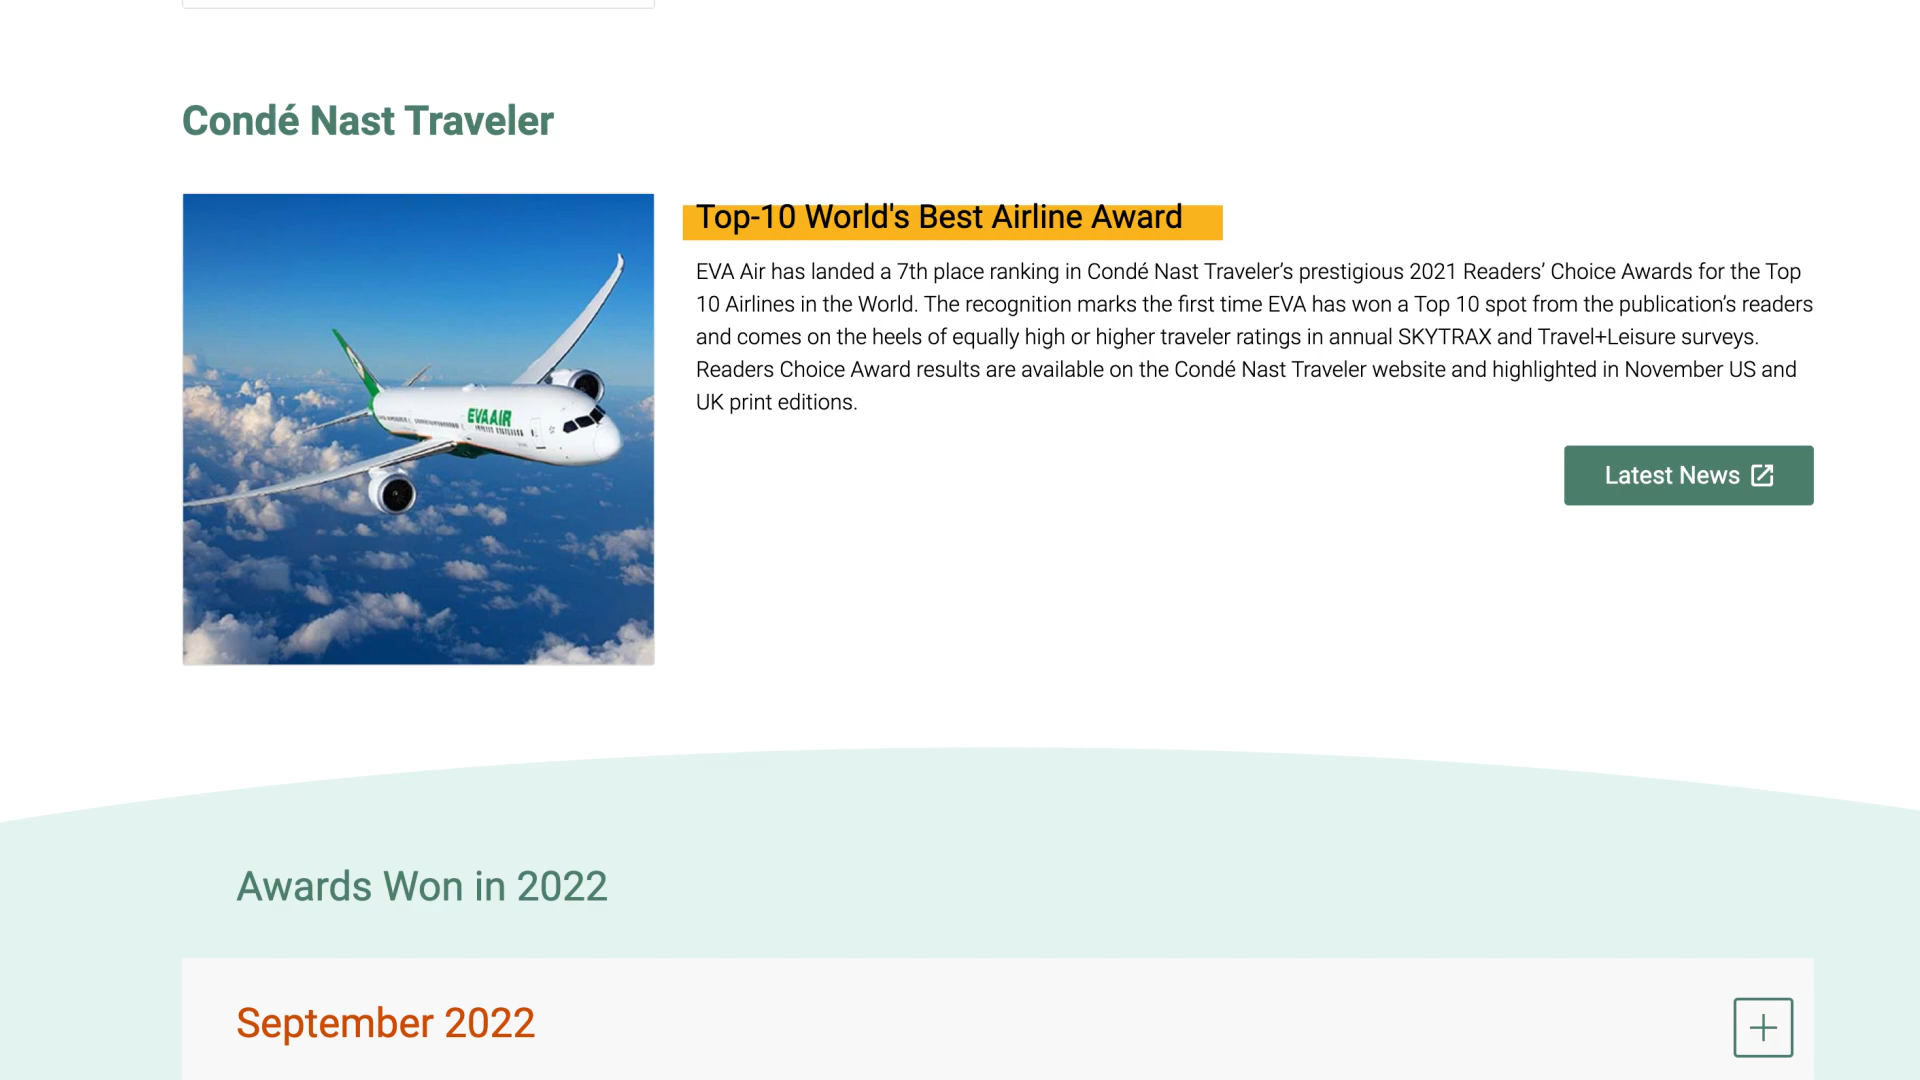 Condé Nast Traveler
EVA AIR
Top-10 World's Best Airline Award
EVA Air has landed a 7th place ranking in Condé Nast Traveler’s prestigious 2021 Readers’ Choice Awards for the Top
10 Airlines in the World. The recognition marks the first time EVA has won a Top 10 spot from the publication’s readers
and comes on the heels of equally high or higher traveler ratings in annual SKYTRAX and Travel+Leisure surveys.
Readers Choice Award results are available on the Condé Nast Traveler website and highlighted in November US and
UK print editions.
Latest News
Awards Won in 2022
September 2022